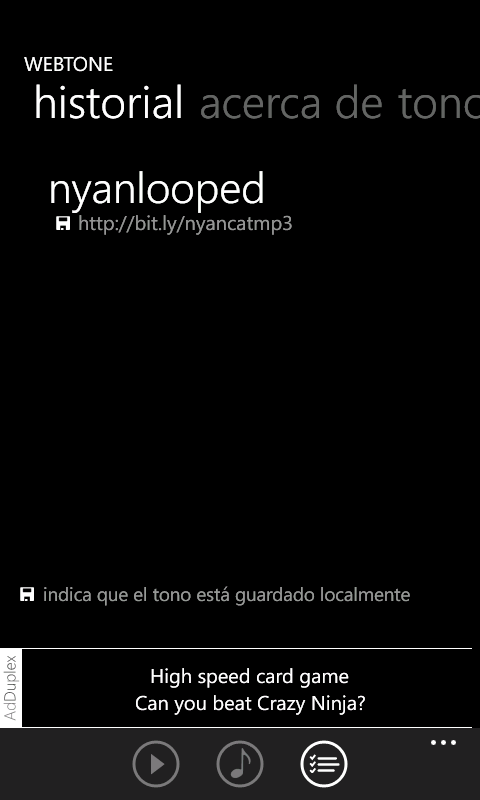 WEBTONE
historial acerca de tono
nyanlooped
http://bit.ly/nyancatmp3
indica que el tono está guardado localmente
AdDuplex
High speed card game
Can you beat Crazy Ninja?